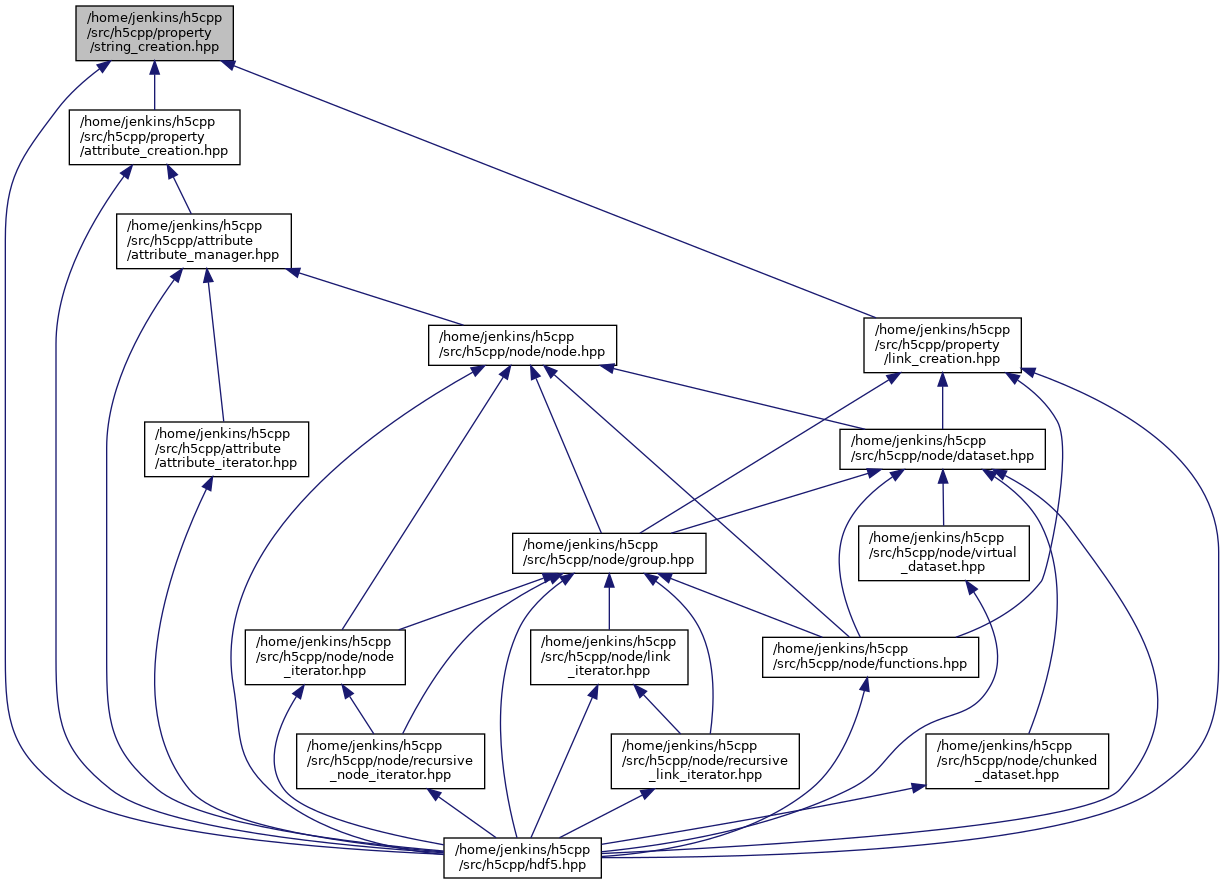 /home/jenkins/h5cpp
/src/h5cpp/property
/string_creation.hpp
/home/jenkins/h5cpp
/src/h5cpp/property
/attribute_creation.hpp
/home/jenkins/h5cpp
/src/h5cpp/attribute
/attribute_manager.hpp
/home/jenkins/h5cpp
/src/h5cpp/node/node.hpp
/home/jenkins/h5cpp
/src/h5cpp/property
/link_creation.hpp
/home/jenkins/h5cpp
/src/h5cpp/attribute
/attribute_iterator.hpp
/home/jenkins/h5cpp
/src/h5cpp/node/dataset.hpp
/home/jenkins/h5cpp
/src/h5cpp/node/group.hpp
/home/jenkins/h5cpp
/src/h5cpp/node/virtual
_dataset.hpp
/home/jenkins/h5cpp
/src/h5cpp/node/node
_iterator.hpp
/home/jenkins/h5cpp
/src/h5cpp/node/link
_iterator.hpp
/home/jenkins/h5cpp
/src/h5cpp/node/functions.hpp
/home/jenkins/h5cpp
/src/h5cpp/node/recursive
_node_iterator.hpp
/home/jenkins/h5cpp
/src/h5cpp/node/recursive
_link_iterator.hpp
/home/jenkins/h5cpp
/src/h5cpp/node/chunked
_dataset.hpp
/home/jenkins/h5cpp
/src/h5cpp/hdf5.hpp